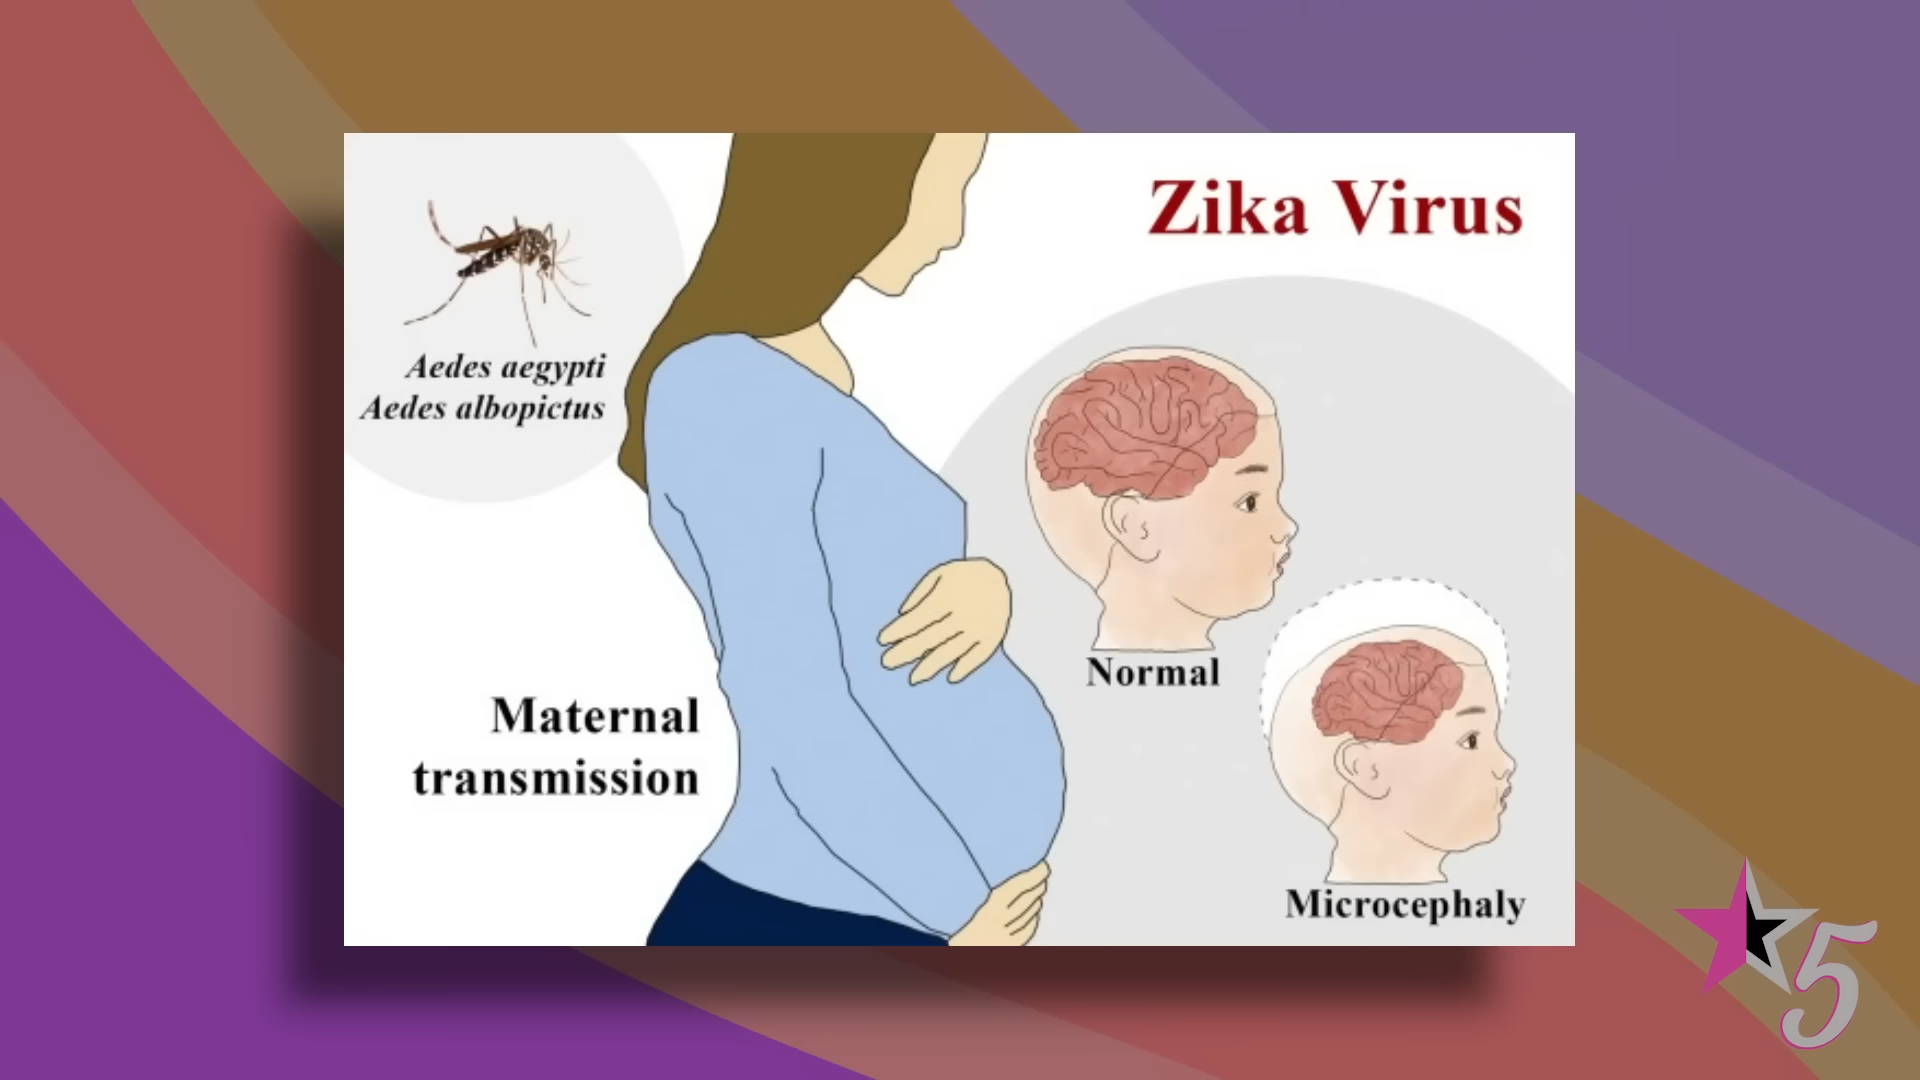 Zika Virus
Aedes aegypti
Aedes albopictus
Normal
Maternal
transmission
Microcephaly
5